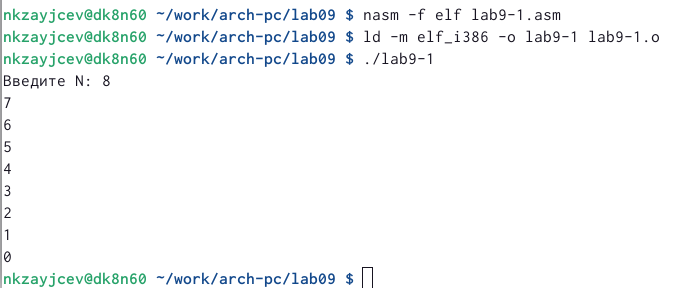 nkzayjcev@dk8n60 ~/work/arch-pc/lab09 $ nasm -f elf lab9-1.asm
nkzayjcev@dk8n60 ~/work/arch-pc/lab09 $ ld -m elf_i386 -o lab9-1 lab9-1.o
nkzayjcev@dk8n60 ~/work/arch-pc/lab09 $ ./lab9-1
Введите N: 8
7
6
5
4
3
2
1
0
nkzayjcev@dk8n60 ~/work/arch-pc/lab09 $